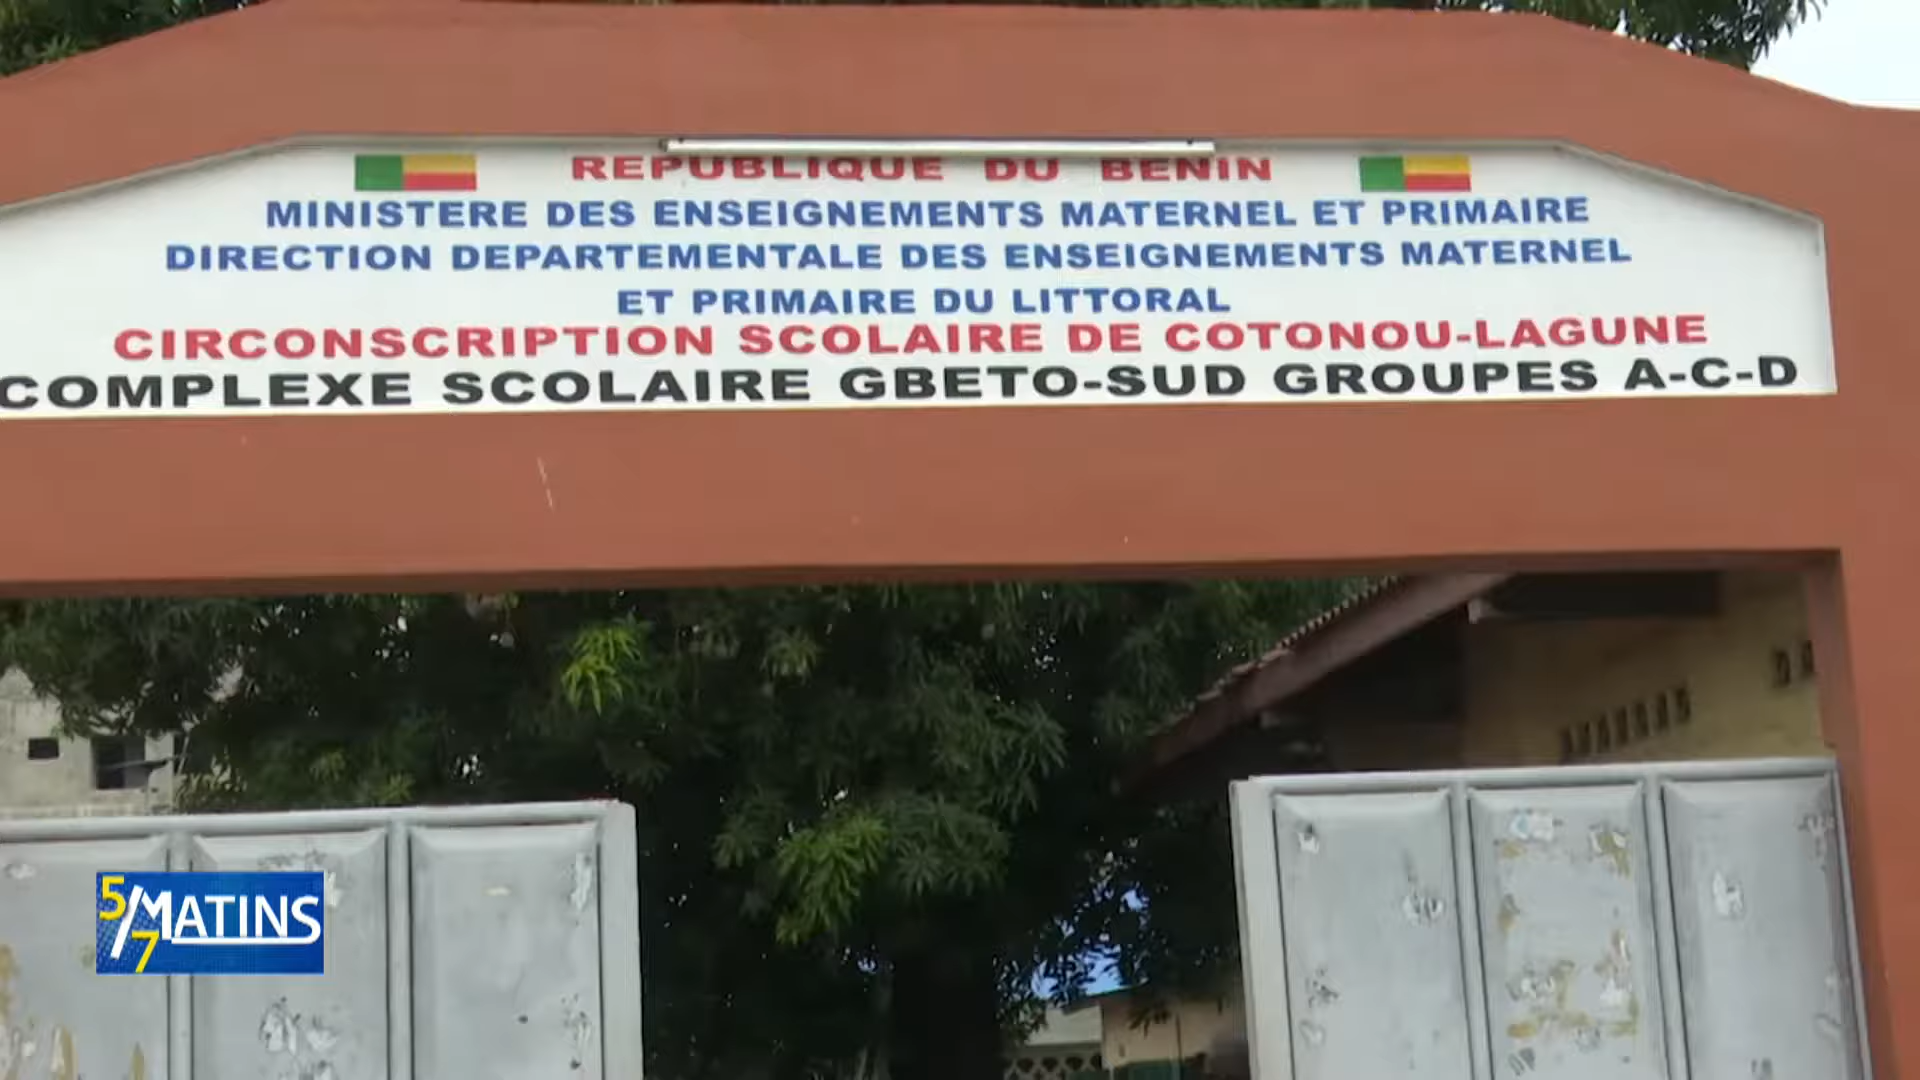 REPUBLIQUE DU BENIN
MINISTERE DES ENSEIGNEMENTS MATERNEL ET PRIMAIRE
DIRECTION DEPARTEMENTALE DES ENSEIGNEMENTS MATERNEL
ET PRIMAIRE DU LITTORAL
CIRCONSCRIPTION SCOLAIRE DE COTONOU-LAGUNE
COMPLEXE SCOLAIRE GBETO-SUD GROUPES A-C-D
5/7 MATINS